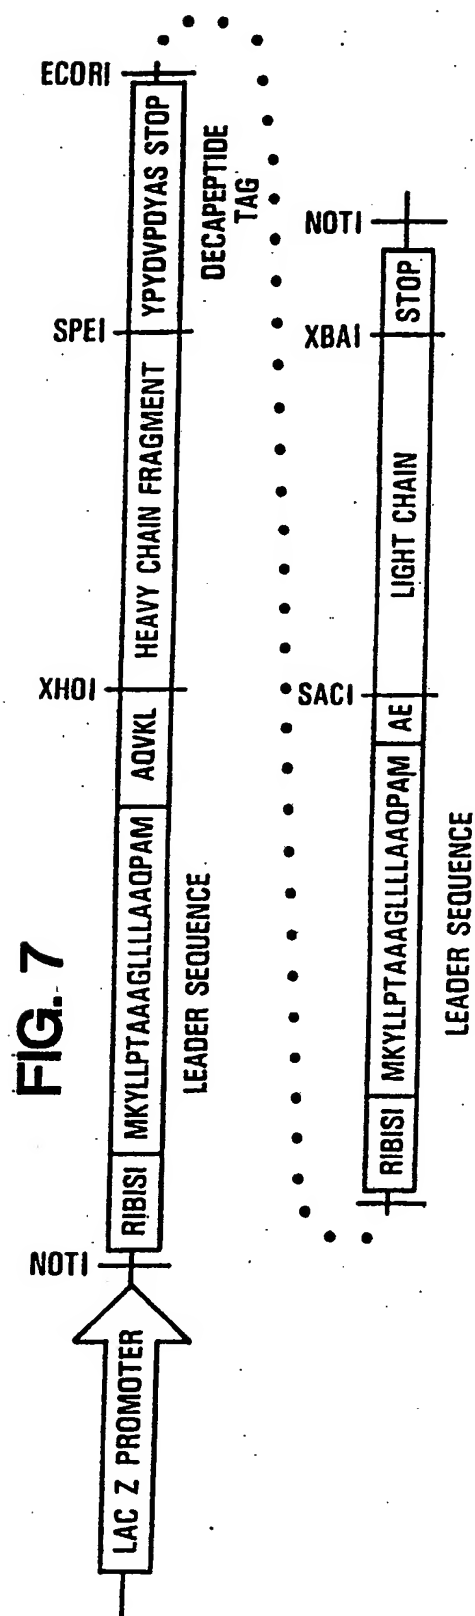 FIG. 7
LAC Z PROMOTER
NOTI
RIBISI
MKYLLPTAAAGLLLLAAQPAM
LEADER SEQUENCE
AQVKL
XHOI
HEAVY CHAIN FRAGMENT
SPEI
YPYDVPDYAS STOP
DECAPEPTIDE
TAG
ECORI
RIBISI
MKYLLPTAAAGLLLLAAQPAM
LEADER SEQUENCE
AE
SACI
LIGHT CHAIN
XBAI
STOP
NOTI